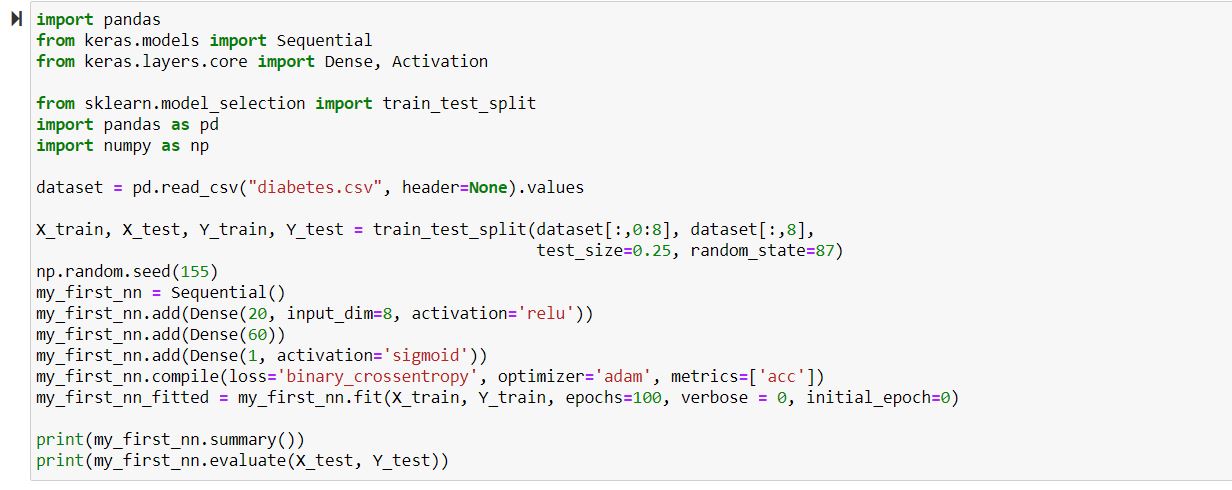 import pandas
from keras.models import Sequential
from keras.layers.core import Dense, Activation
from sklearn.model_selection import train_test_split
import pandas as pd
import numpy as np
dataset = pd.read_csv("diabetes.csv", header=None).values
X_train, X_test, Y_train, Y_test = train_test_split(dataset[:,0:8], dataset[:,8],
test_size=0.25, random_state=87)
np.random.seed(155)
my_first_nn = Sequential()
my_first_nn.add(Dense(20, input_dim=8, activation='relu'))
my_first_nn.add(Dense(60))
my_first_nn.add(Dense(1, activation='sigmoid'))
my_first_nn.compile(loss='binary_crossentropy', optimizer='adam', metrics=['acc'])
my_first_nn_fitted = my_first_nn.fit(X_train, Y_train, epochs=100, verbose = 0, initial_epoch=0)
print(my_first_nn.summary())
print(my_first_nn.evaluate(X_test, Y_test))